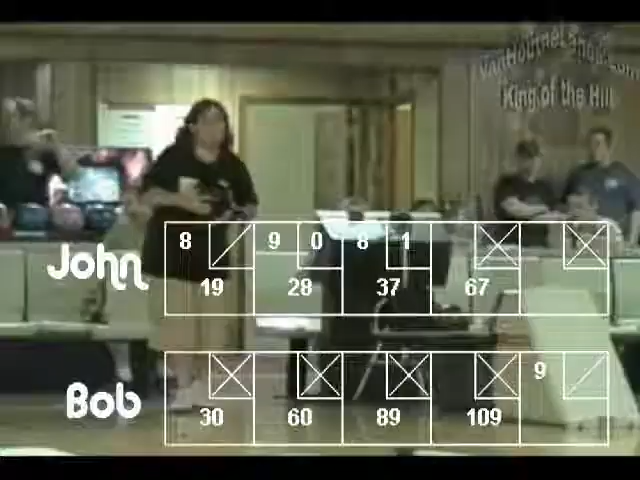 VanHourneLanes.com
King of the Hill
John
8 / 9 0 8 1 X X
19 28 37 67
Bob
X X X X 9 /
30 60 89 109